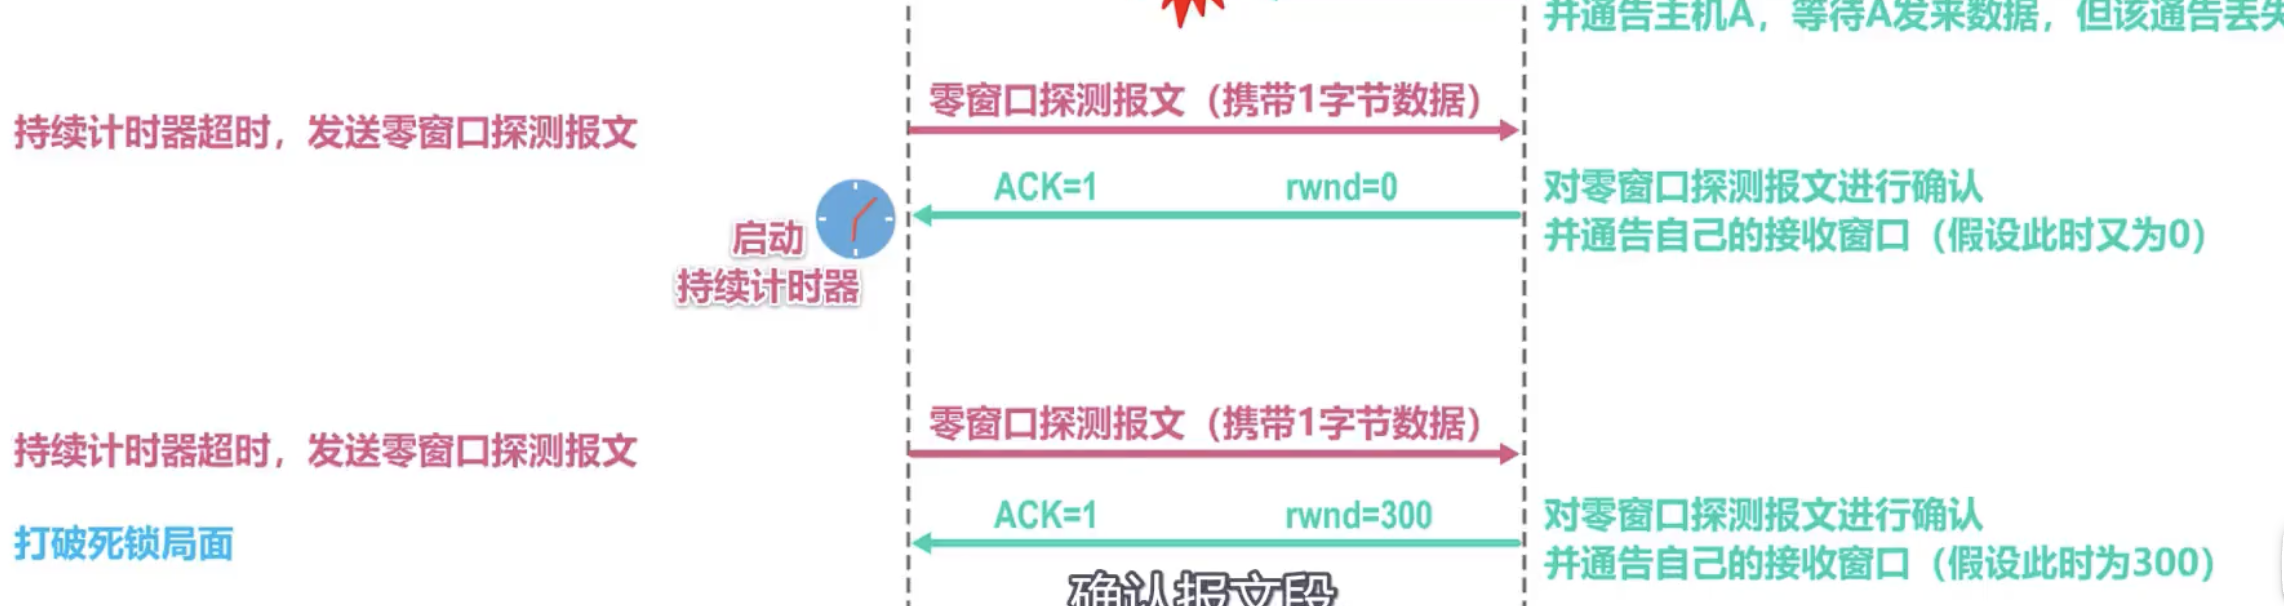 并通告主机A，等待A发来数据，但该通告丢失
零窗口探测报文（携带1字节数据）
持续计时器超时，发送零窗口探测报文
ACK=1 rwnd=0
对零窗口探测报文进行确认
并通告自己的接收窗口（假设此时又为0）
启动
持续计时器
零窗口探测报文（携带1字节数据）
持续计时器超时，发送零窗口探测报文
ACK=1 rwnd=300
对零窗口探测报文进行确认
并通告自己的接收窗口（假设此时为300）
打破死锁局面
确认报文段